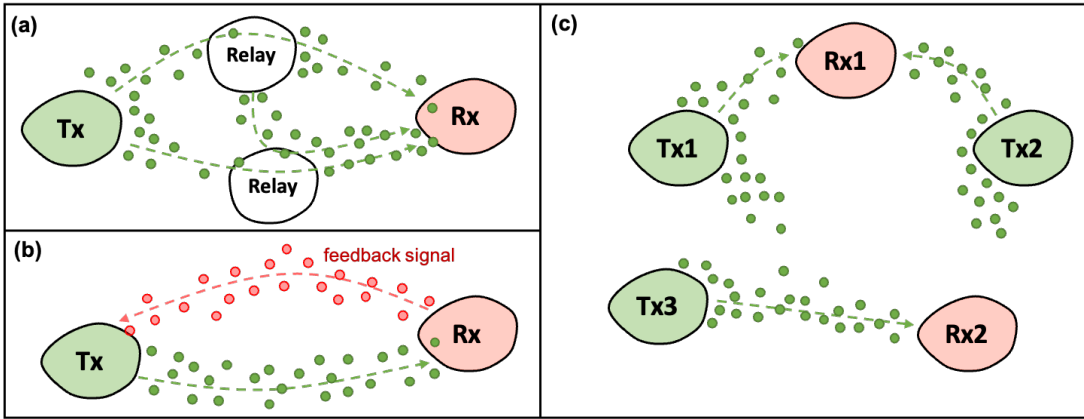 (a)
Relay
Tx
Rx
Relay
(b)
feedback signal
Tx
Rx
(c)
Rx1
Tx1
Tx2
Tx3
Rx2